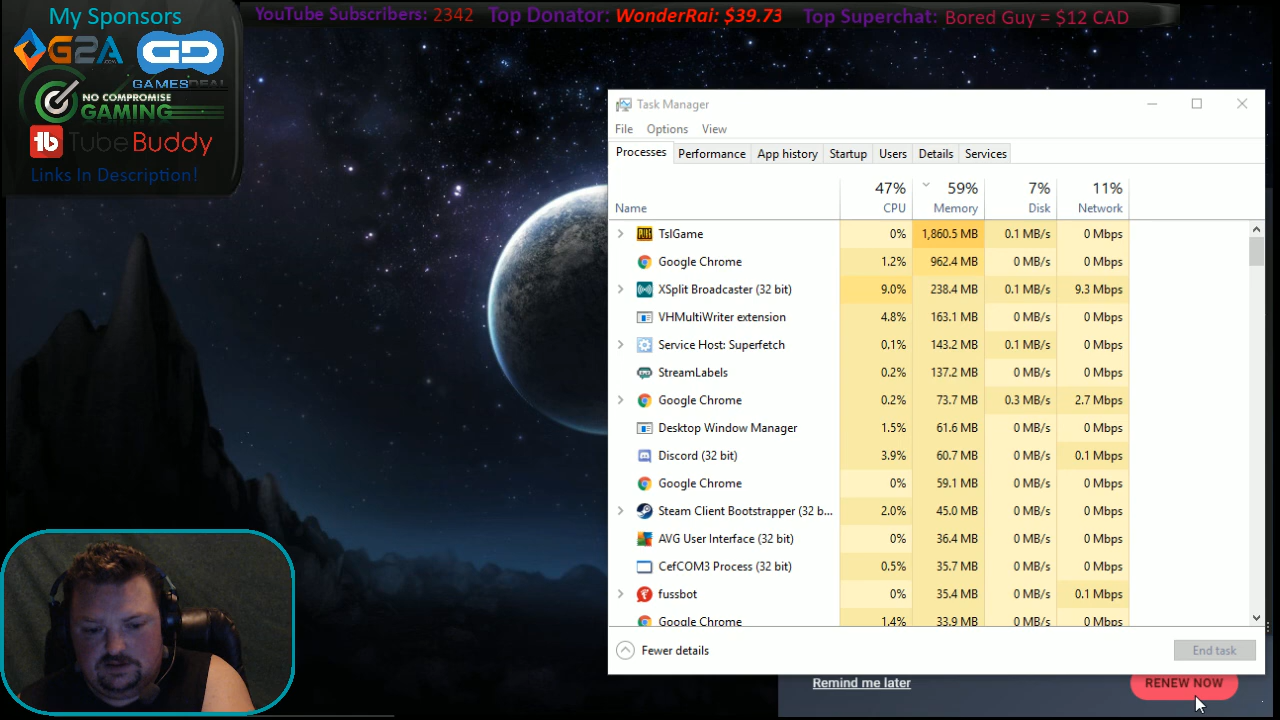 My Sponsors
YouTube Subscribers: 2342
Top Donator: WonderRai: $39.73
Top Superchat: Bored Guy = $12 CAD
G2A.COM
GD
GAMESDEAL
NO COMPROMISE
GAMING
tb TubeBuddy
Links In Description!
Task Manager
File Options View
Processes Performance App history Startup Users Details Services
47% 59% 7% 11%
Name CPU Memory Disk Network
TslGame 0% 1,860.5 MB 0.1 MB/s 0 Mbps
Google Chrome 1.2% 962.4 MB 0 MB/s 0 Mbps
XSplit Broadcaster (32 bit) 9.0% 238.4 MB 0.1 MB/s 9.3 Mbps
VHMultiWriter extension 4.8% 163.1 MB 0 MB/s 0 Mbps
Service Host: Superfetch 0.1% 143.2 MB 0.1 MB/s 0 Mbps
StreamLabels 0.2% 137.2 MB 0 MB/s 0 Mbps
Google Chrome 0.2% 73.7 MB 0.3 MB/s 2.7 Mbps
Desktop Window Manager 1.5% 61.6 MB 0 MB/s 0 Mbps
Discord (32 bit) 3.9% 60.7 MB 0 MB/s 0.1 Mbps
Google Chrome 0% 59.1 MB 0 MB/s 0 Mbps
Steam Client Bootstrapper (32 b... 2.0% 45.0 MB 0 MB/s 0 Mbps
AVG User Interface (32 bit) 0% 36.4 MB 0 MB/s 0 Mbps
CefCOM3 Process (32 bit) 0.5% 35.7 MB 0 MB/s 0 Mbps
fussbot 0% 35.4 MB 0 MB/s 0.1 Mbps
Google Chrome 1.4% 33.9 MB 0 MB/s 0 Mbps
Fewer details End task
Remind me later RENEW NOW